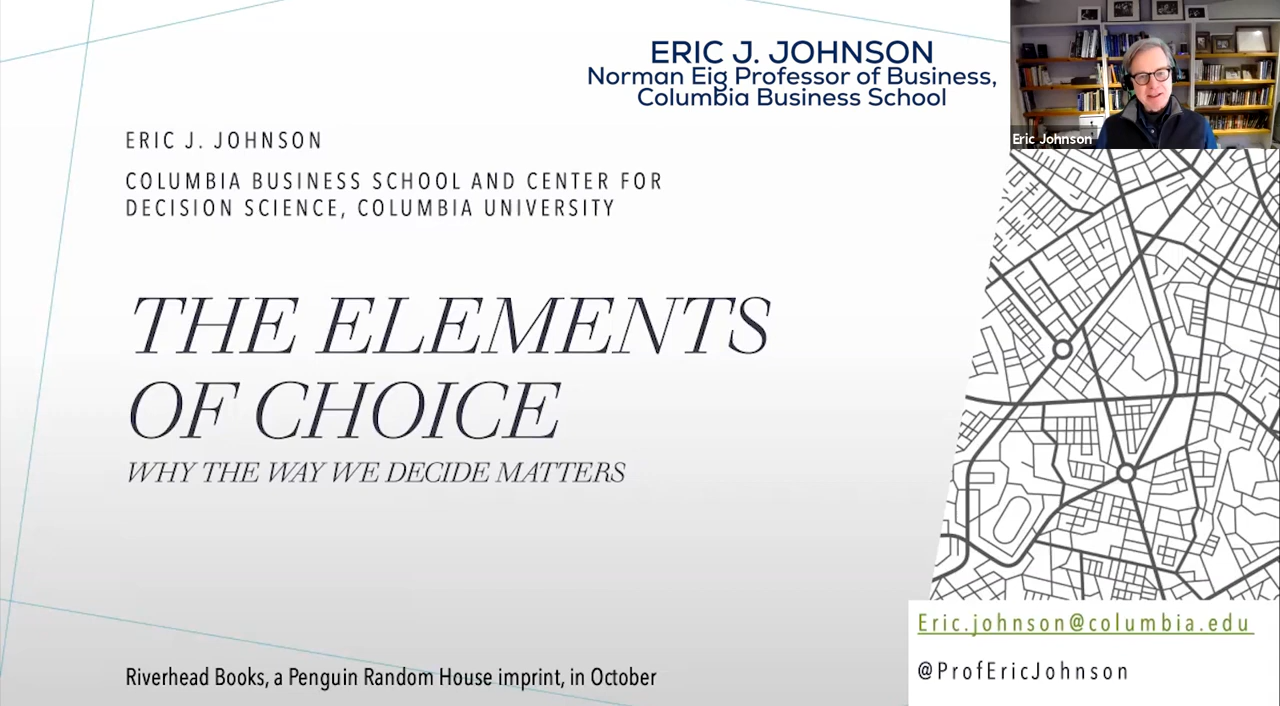 ERIC J. JOHNSON
Norman Eig Professor of Business,
Columbia Business School
Eric Johnson
ERIC J. JOHNSON
COLUMBIA BUSINESS SCHOOL AND CENTER FOR
DECISION SCIENCE, COLUMBIA UNIVERSITY
THE ELEMENTS
OF CHOICE
WHY THE WAY WE DECIDE MATTERS
Eric.johnson@columbia.edu
@ProfEricJohnson
Riverhead Books, a Penguin Random House imprint, in October